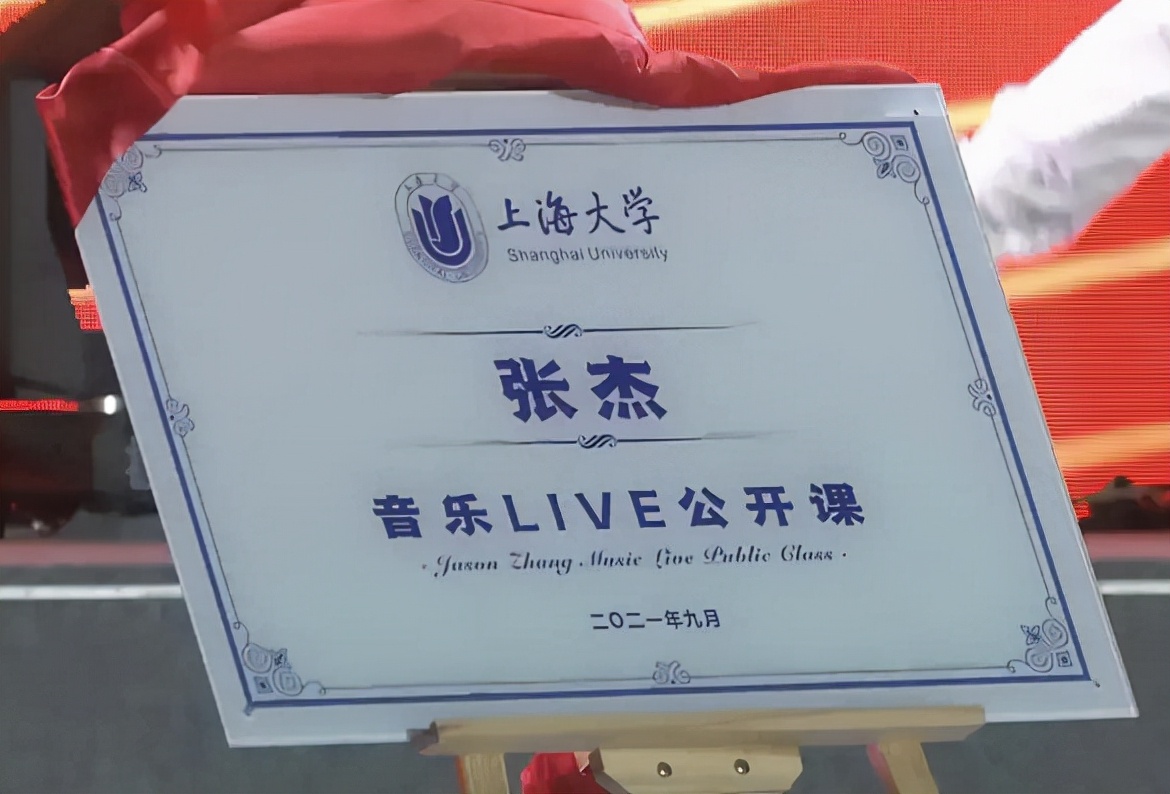 上海大学
Shanghai University
张杰
音乐LIVE公开课
·Jason Zhang Music Live Public Class·
二〇二一年九月